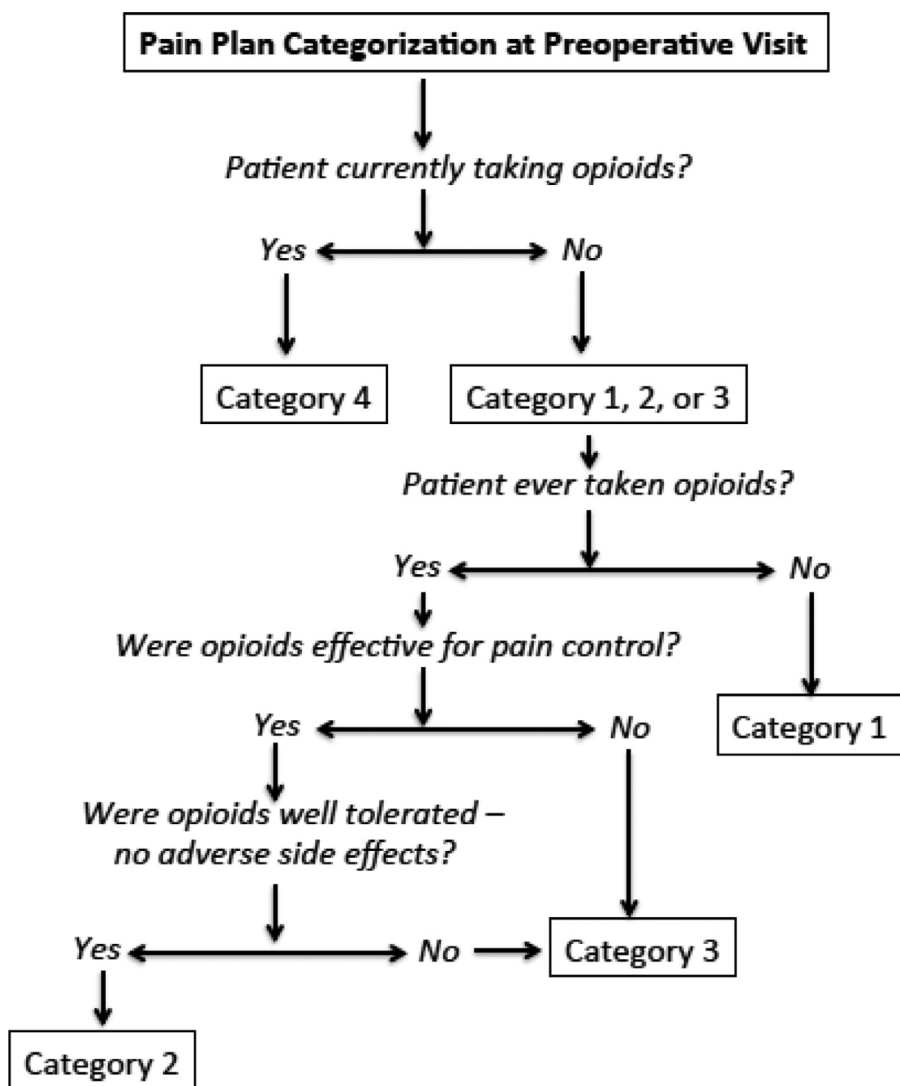 Pain Plan Categorization at Preoperative Visit
Patient currently taking opioids?
Yes
No
Category 4
Category 1, 2, or 3
Patient ever taken opioids?
Yes
No
Were opioids effective for pain control?
Yes
No
Category 1
Were opioids well tolerated –
no adverse side effects?
Yes
No
Category 3
Category 2